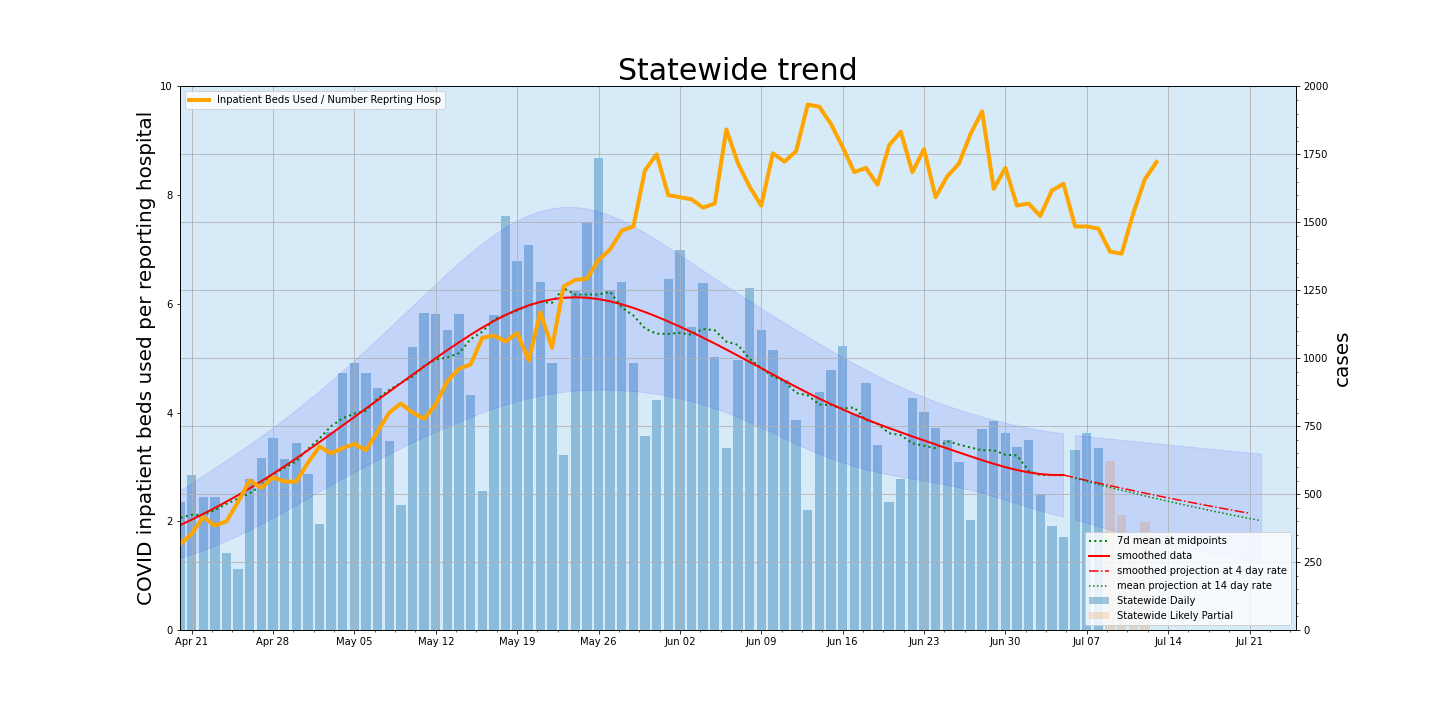 Statewide trend
COVID inpatient beds used per reporting hospital
10
8
6
4
2
0
Inpatient Beds Used / Number Reprting Hosp
2000
1750
1500
1250
1000
750
500
250
0
cases
7d mean at midpoints
smoothed data
smoothed projection at 4 day rate
mean projection at 14 day rate
Statewide Daily
Statewide Likely Partial
Apr 21 Apr 28 May 05 May 12 May 19 May 26 Jun 02 Jun 09 Jun 16 Jun 23 Jun 30 Jul 07 Jul 14 Jul 21